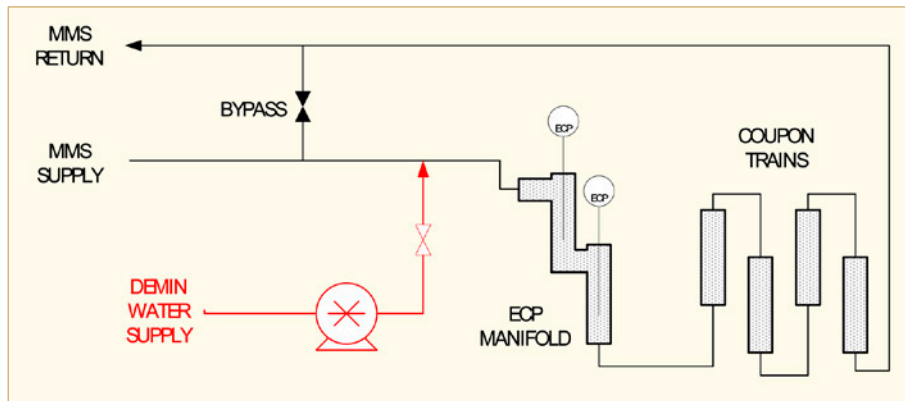 MMS
RETURN
BYPASS
MMS
SUPPLY
ECP
ECP
COUPON
TRAINS
DEMIN
WATER
SUPPLY
ECP
MANIFOLD